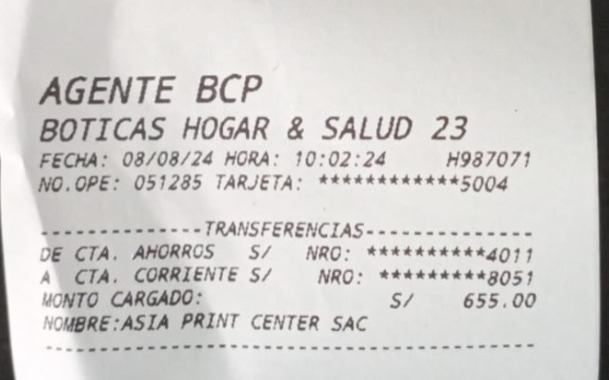 AGENTE BCP
BOTICAS HOGAR & SALUD 23
FECHA: 08/08/24 HORA: 10:02:24 H987071
NO.OPE: 051285 TARJETA: ************5004
--------------TRANSFERENCIAS--------------
DE CTA. AHORROS S/ NRO: **********4011
A CTA. CORRIENTE S/ NRO: *********8051
MONTO CARGADO: S/ 655.00
NOMBRE:ASIA PRINT CENTER SAC
------------------------------------------